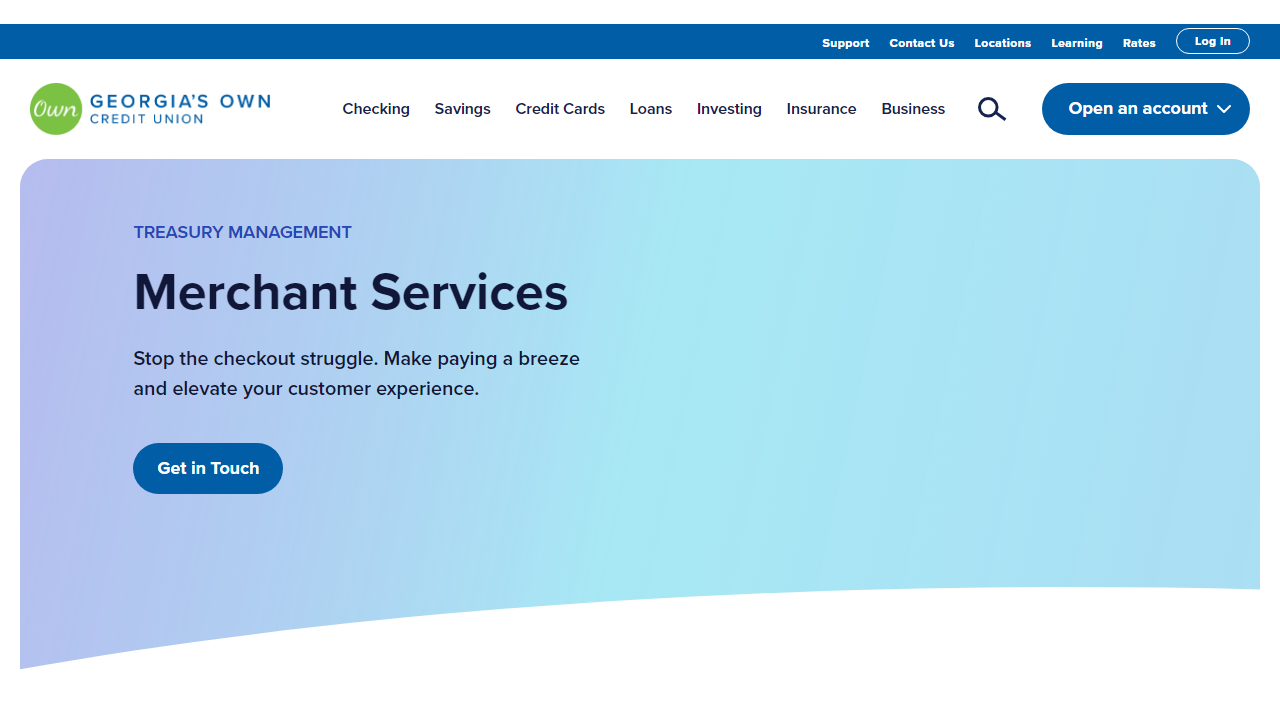 Support Contact Us Locations Learning Rates Log In
Own GEORGIA'S OWN
CREDIT UNION
Checking Savings Credit Cards Loans Investing Insurance Business Open an account
TREASURY MANAGEMENT
Merchant Services
Stop the checkout struggle. Make paying a breeze
and elevate your customer experience.
Get in Touch